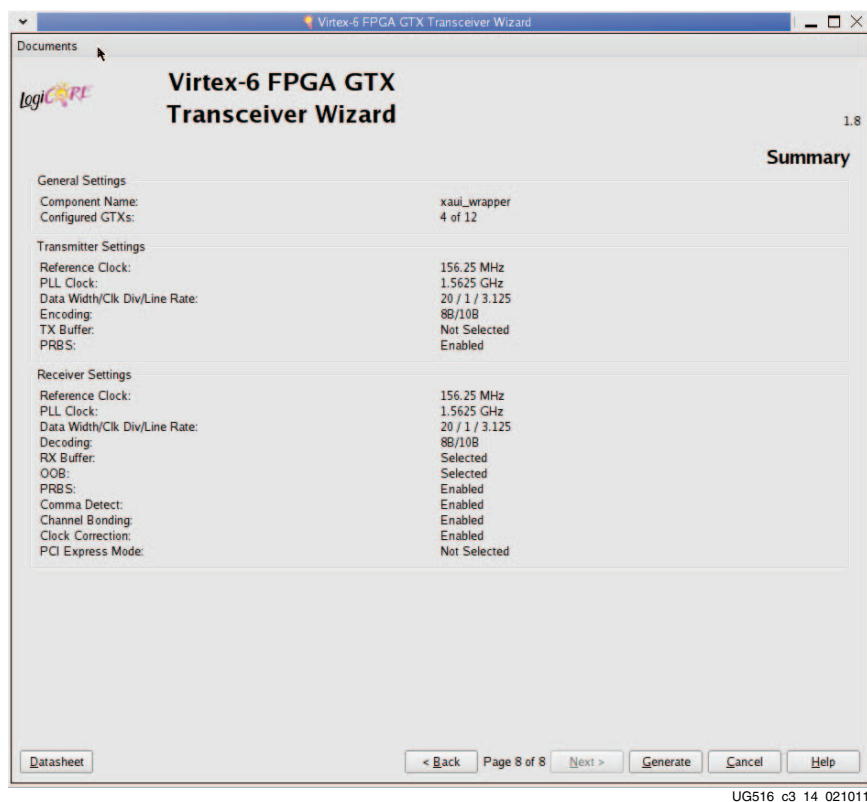 Virtex-6 FPGA GTX Transceiver Wizard
Documents
LogiCORE
Virtex-6 FPGA GTX
Transceiver Wizard
1.8
Summary
General Settings
Component Name: xaui_wrapper
Configured GTXs: 4 of 12
Transmitter Settings
Reference Clock: 156.25 MHz
PLL Clock: 1.5625 GHz
Data Width/Clk Div/Line Rate: 20 / 1 / 3.125
Encoding: 8B/10B
TX Buffer: Not Selected
PRBS: Enabled
Receiver Settings
Reference Clock: 156.25 MHz
PLL Clock: 1.5625 GHz
Data Width/Clk Div/Line Rate: 20 / 1 / 3.125
Decoding: 8B/10B
RX Buffer: Selected
OOB: Selected
PRBS: Enabled
Comma Detect: Enabled
Channel Bonding: Enabled
Clock Correction: Enabled
PCI Express Mode: Not Selected
Datasheet < Back Page 8 of 8 Next > Generate Cancel Help
UG516_c3_14_021011